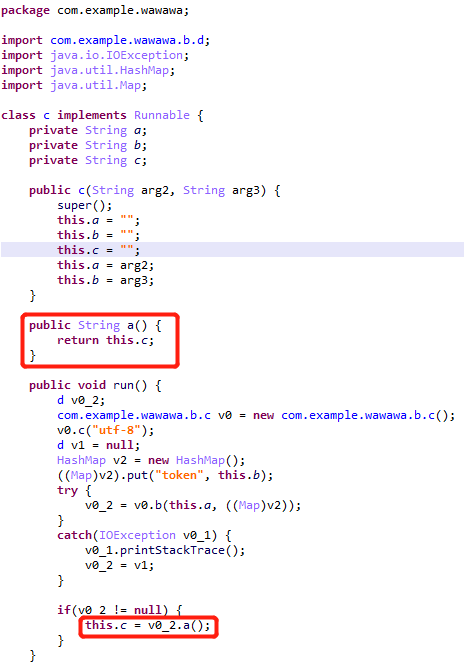 package com.example.wawawa;
import com.example.wawawa.b.d;
import java.io.IOException;
import java.util.HashMap;
import java.util.Map;
class c implements Runnable {
private String a;
private String b;
private String c;
public c(String arg2, String arg3) {
super();
this.a = "";
this.b = "";
this.c = "";
this.a = arg2;
this.b = arg3;
}
public String a() {
return this.c;
}
public void run() {
d v0_2;
com.example.wawawa.b.c v0 = new com.example.wawawa.b.c();
v0.c("utf-8");
d v1 = null;
HashMap v2 = new HashMap();
((Map)v2).put("token", this.b);
try {
v0_2 = v0.b(this.a, ((Map)v2));
}
catch(IOException v0_1) {
v0_1.printStackTrace();
v0_2 = v1;
}
if(v0_2 != null) {
this.c = v0_2.a();
}
}